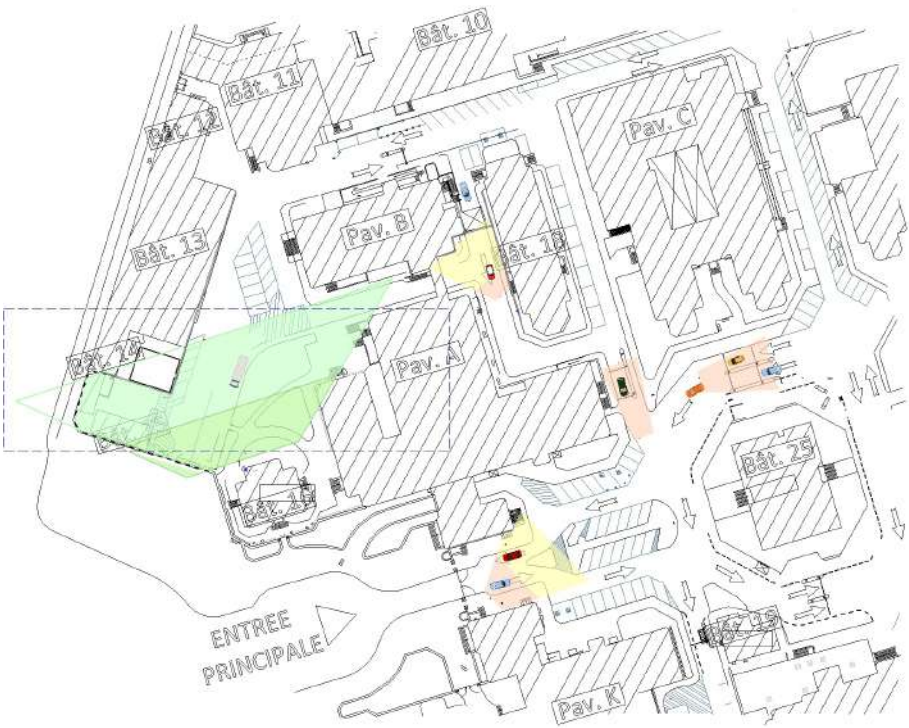 Bât. 10
Bât. 11
Bât. 12
Pav. C
Pav. B
Bât. 18
Bât. 13
Bât. 14
Pav. A
Bât. 25
ENTREE
PRINCIPALE
Pav. K